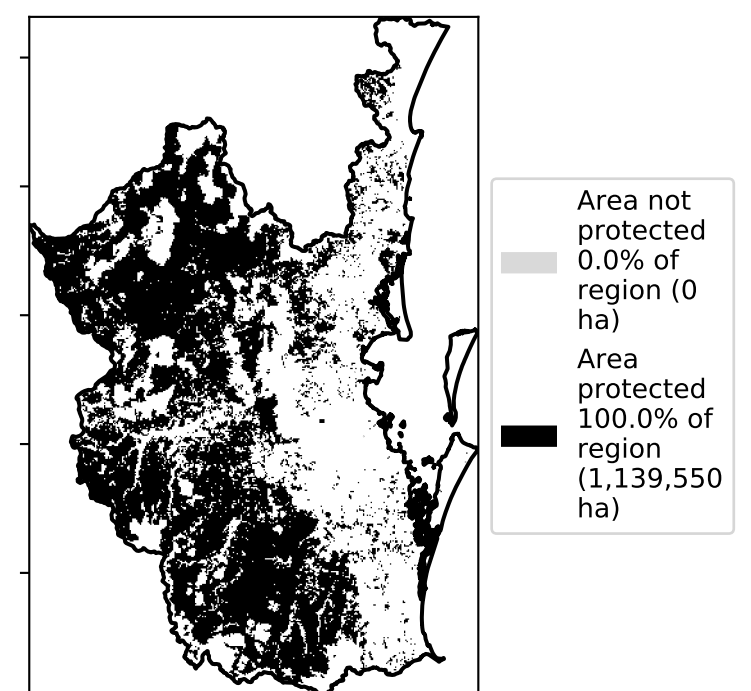 Area not
protected
0.0% of
region (0
ha)
Area
protected
100.0% of
region
(1,139,550
ha)